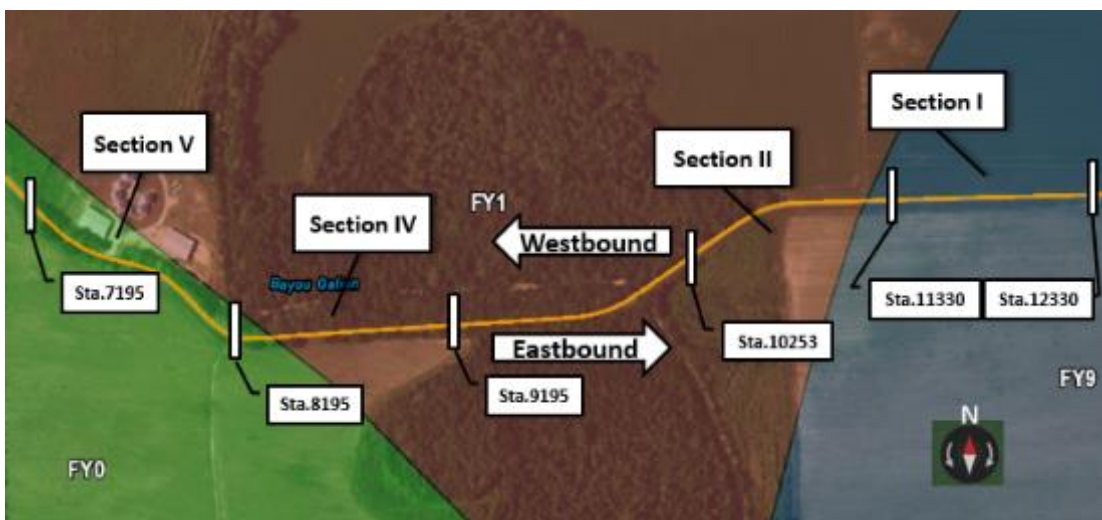 Section I
Section V
Section II
FY1
Section IV
Westbound
Sta.7195
Sta.11330
Sta.12330
Sta.10253
Eastbound
FY9
Sta.9195
Sta.8195
N
FY0